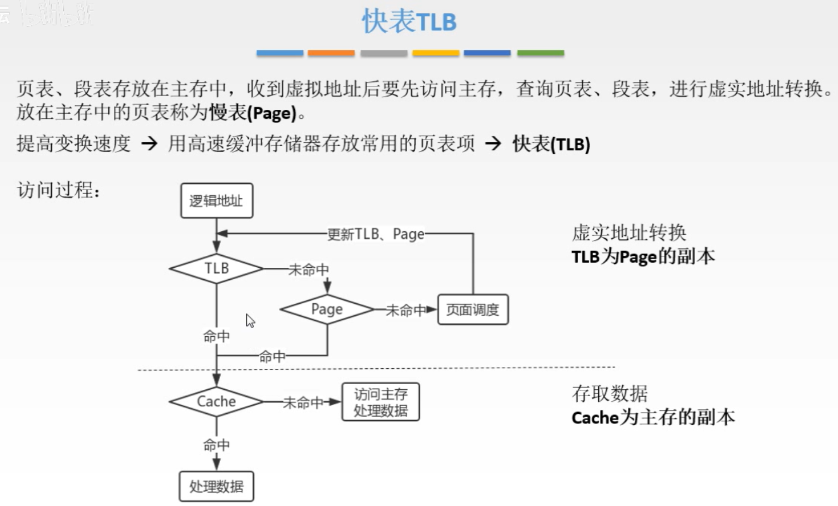 快表TLB
页表、段表存放在主存中，收到虚拟地址后要先访问主存，查询页表、段表，进行虚实地址转换。
放在主存中的页表称为慢表(Page)。
提高变换速度 → 用高速缓冲存储器存放常用的页表项 → 快表(TLB)
访问过程：
逻辑地址
更新TLB、Page
虚实地址转换
TLB为Page的副本
TLB
未命中
Page
未命中
页面调度
命中
命中
Cache
未命中
访问主存
处理数据
存取数据
Cache为主存的副本
命中
处理数据